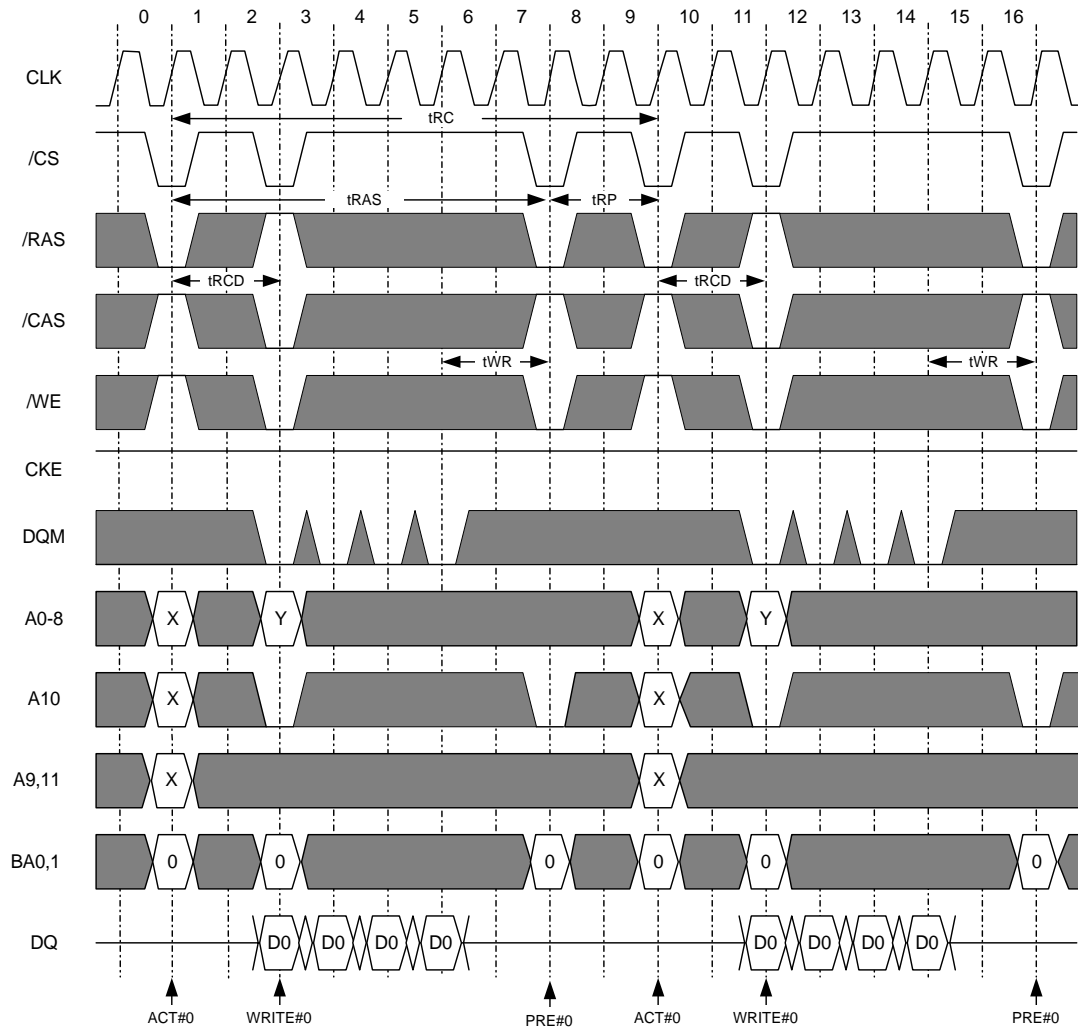 0 1 2 3 4 5 6 7 8 9 10 11 12 13 14 15 16
CLK
tRC
/CS
tRAS tRP
/RAS
tRCD tRCD
/CAS
tWR tWR
/WE
CKE
DQM
A0-8 X Y X Y
A10 X X
A9,11 X X
BA0,1 0 0 0 0 0 0
DQ D0 D0 D0 D0 D0 D0 D0 D0
ACT#0 WRITE#0 PRE#0 ACT#0 WRITE#0 PRE#0